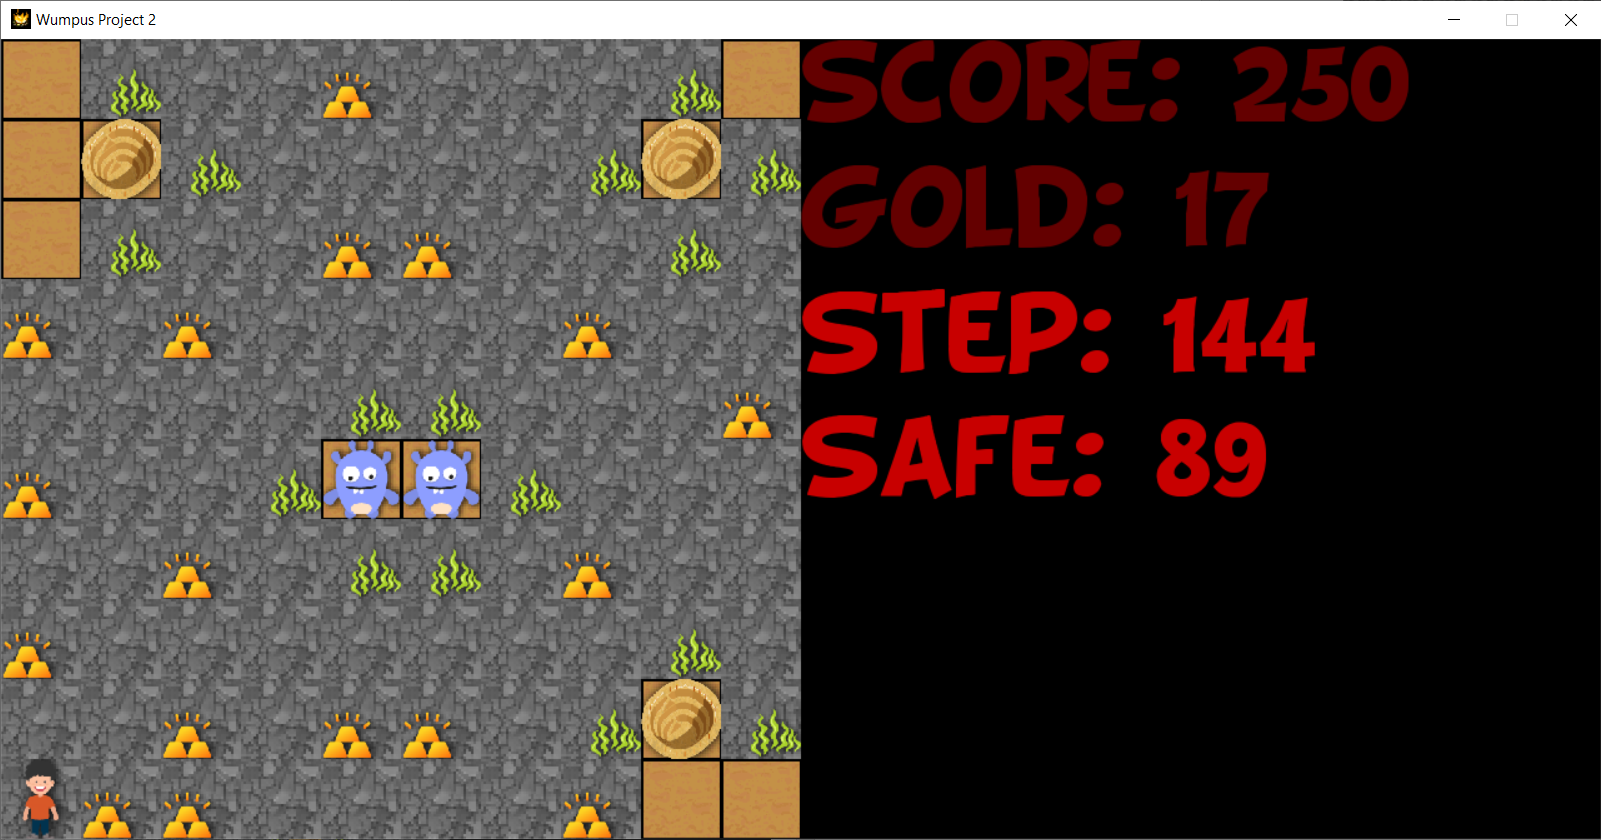 Wumpus Project 2
SCORE: 250
GOLD: 17
STEP: 144
SAFE: 89